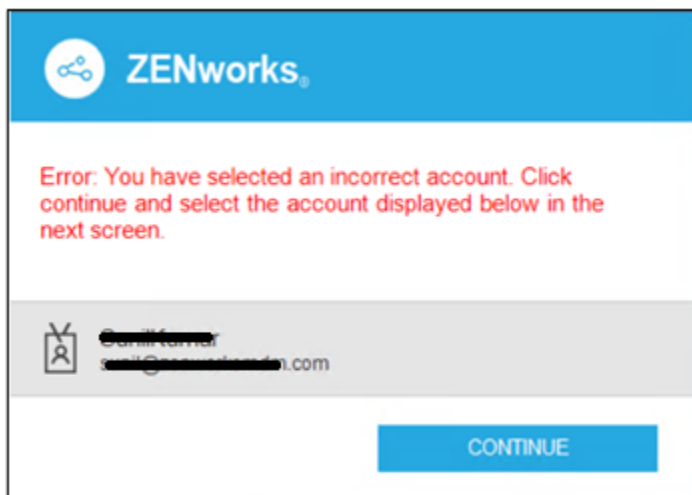 ZENworks®
Error: You have selected an incorrect account. Click
continue and select the account displayed below in the
next screen.
CONTINUE